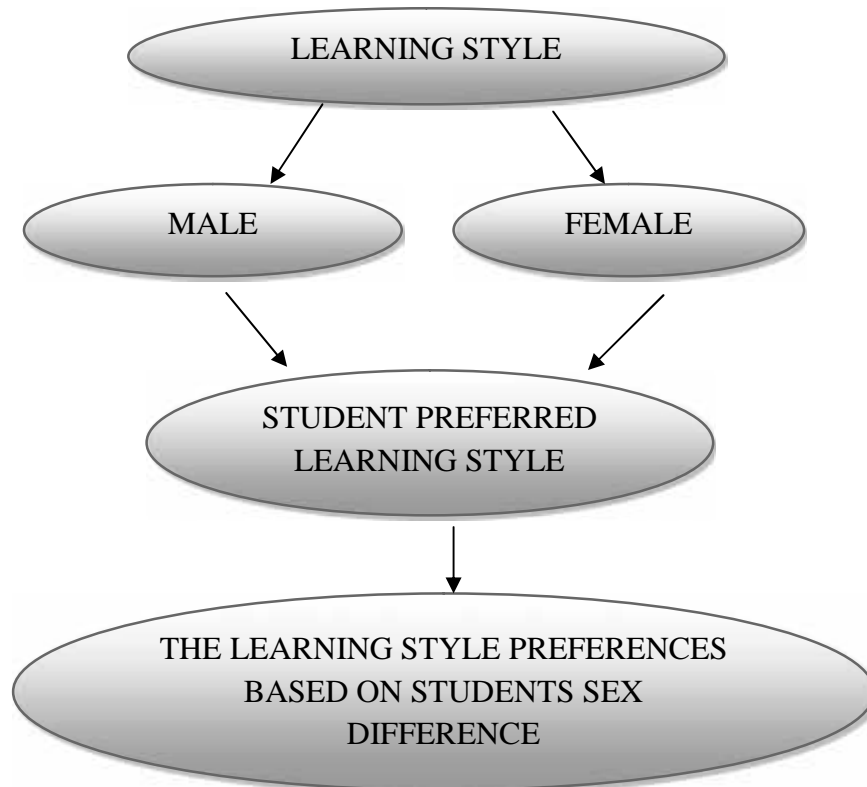 LEARNING STYLE
MALE
FEMALE
STUDENT PREFERRED
LEARNING STYLE
THE LEARNING STYLE PREFERENCES
BASED ON STUDENTS SEX
DIFFERENCE